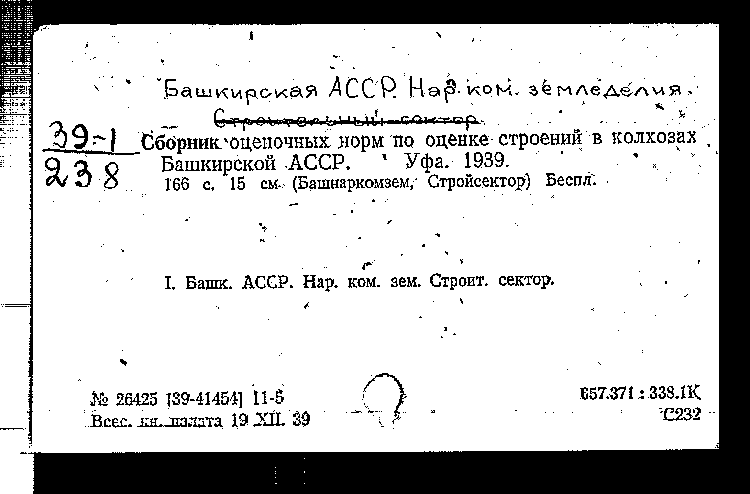 Башкирская АССР. Нар. ком. земледелия.
Строительный сектор.
39-1
238
Сборник оценочных норм по оценке строений в колхозах
Башкирской АССР. Уфа. 1939.
166 с. 15 см. (Башнаркомзем, Стройсектор) Беспл.
I. Башк. АССР. Нар. ком. зем. Строит. сектор.
№ 26425 [39-41454] 11-5
Всес. кн. палата 19 XII. 39
657.371 : 338.1К
С232